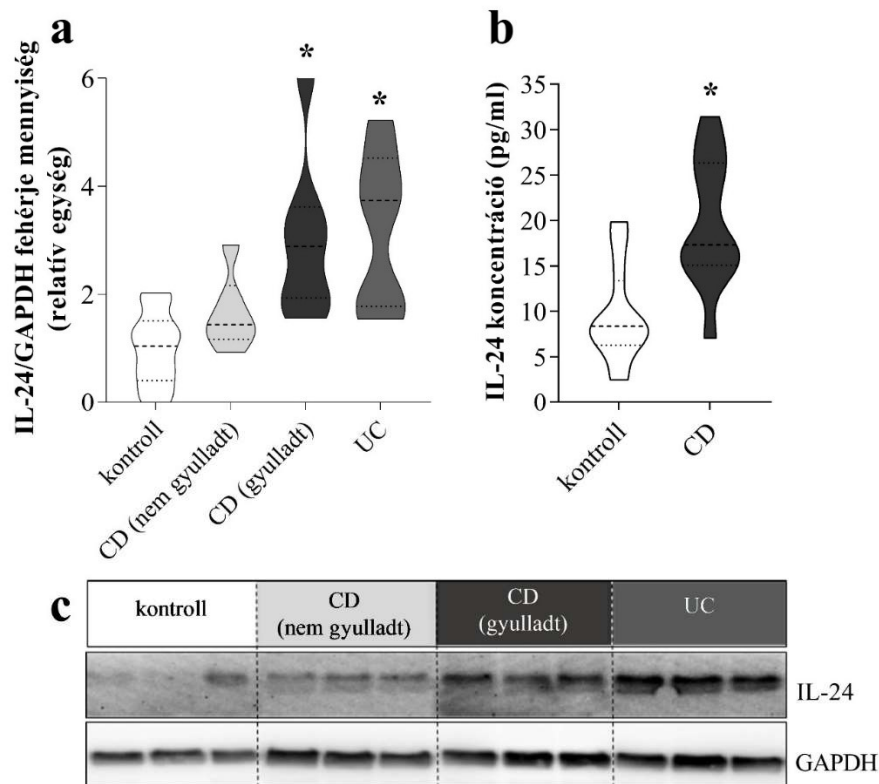 a
IL-24/GAPDH fehérje mennyiség
(relatív egység)
6
4
2
0
*
*
kontroll
CD (nem gyulladt)
CD (gyulladt)
UC
b
IL-24 koncentráció (pg/ml)
35
30
25
20
15
10
5
0
*
kontroll
CD
c
kontroll
CD
(nem gyulladt)
CD
(gyulladt)
UC
IL-24
GAPDH